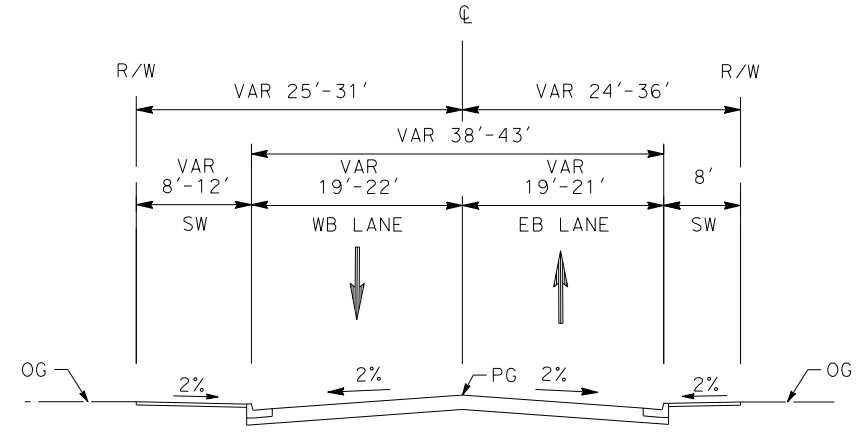 ℄
R/W
R/W
VAR 25'-31'
VAR 24'-36'
VAR 38'-43'
VAR
8'-12'
VAR
19'-22'
VAR
19'-21'
8'
SW
WB LANE
EB LANE
SW
OG
2%
2%
PG
2%
2%
OG